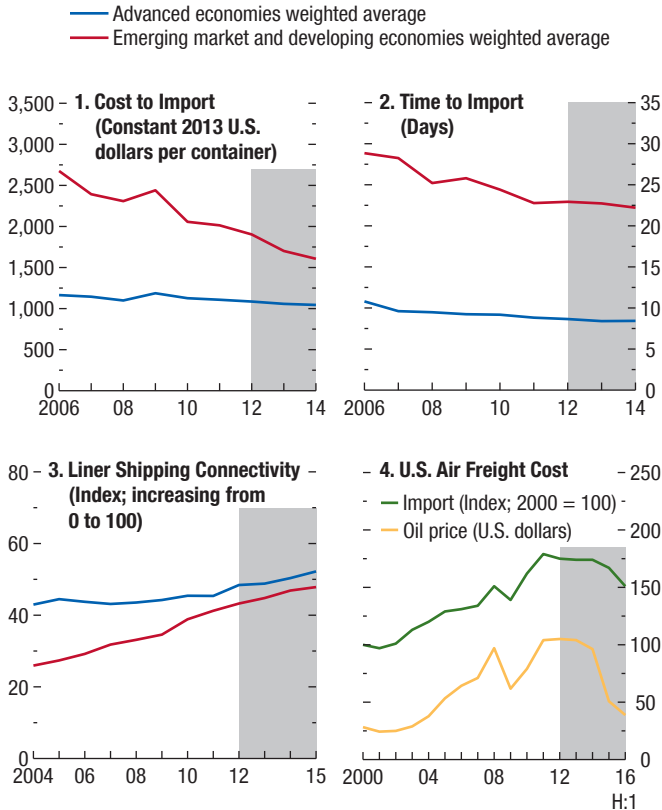 Advanced economies weighted average
Emerging market and developing economies weighted average
1. Cost to Import
(Constant 2013 U.S.
dollars per container)
3,500
3,000
2,500
2,000
1,500
1,000
500
0
2006 08 10 12 14
2. Time to Import
(Days)
35
30
25
20
15
10
5
0
2006 08 10 12 14
3. Liner Shipping Connectivity
(Index; increasing from
0 to 100)
80
60
40
20
0
2004 06 08 10 12 15
4. U.S. Air Freight Cost
Import (Index; 2000 = 100)
Oil price (U.S. dollars)
250
200
150
100
50
0
2000 04 08 12 16
H:1